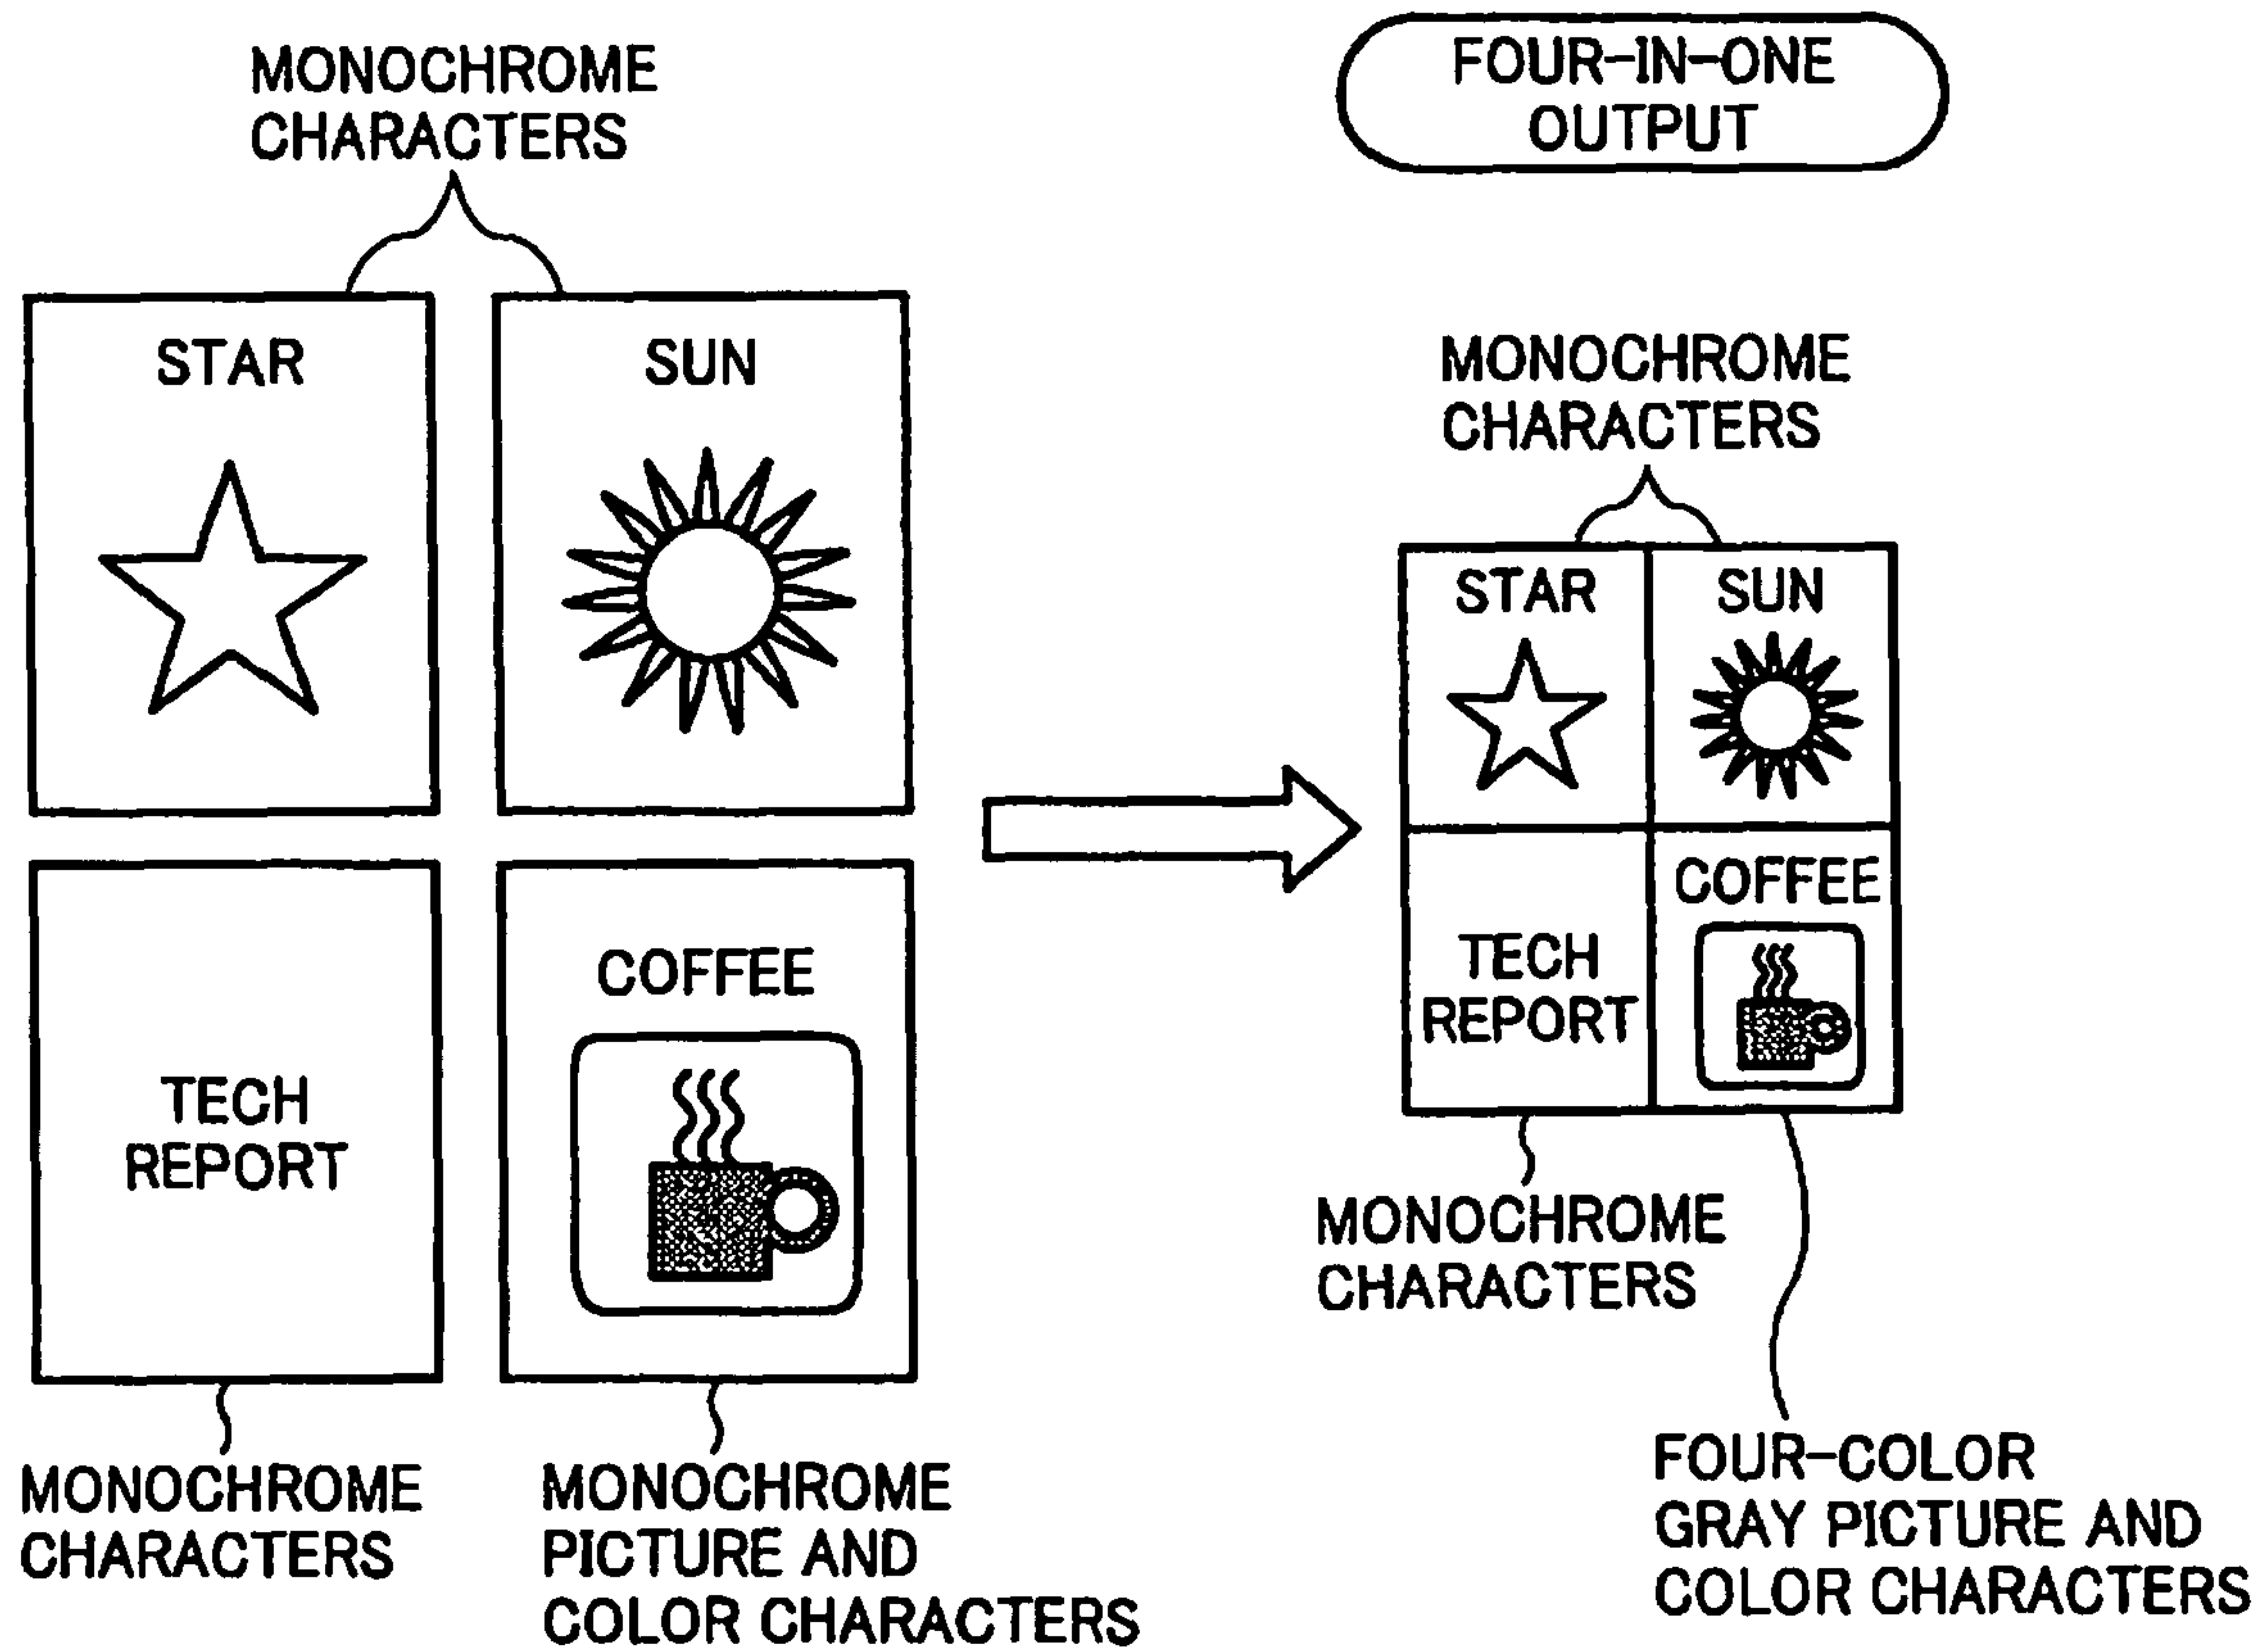 MONOCHROME
CHARACTERS
STAR
SUN
TECH
REPORT
COFFEE
MONOCHROME
CHARACTERS
MONOCHROME
PICTURE AND
COLOR CHARACTERS
FOUR-IN-ONE
OUTPUT
MONOCHROME
CHARACTERS
STAR
SUN
TECH
REPORT
COFFEE
MONOCHROME
CHARACTERS
FOUR-COLOR
GRAY PICTURE AND
COLOR CHARACTERS